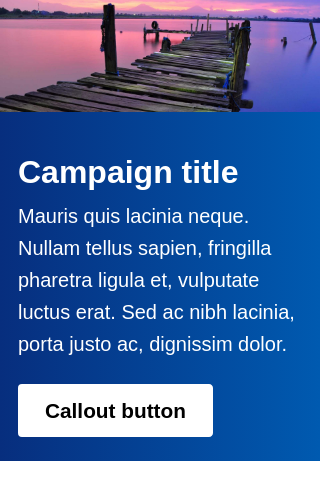 Campaign title
Mauris quis lacinia neque.
Nullam tellus sapien, fringilla
pharetra ligula et, vulputate
luctus erat. Sed ac nibh lacinia,
porta justo ac, dignissim dolor.
Callout button